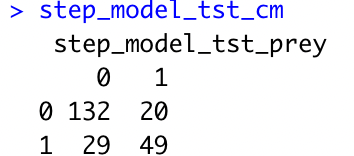 > step_model_tst_cm
step_model_tst_prey
0 1
0 132 20
1 29 49